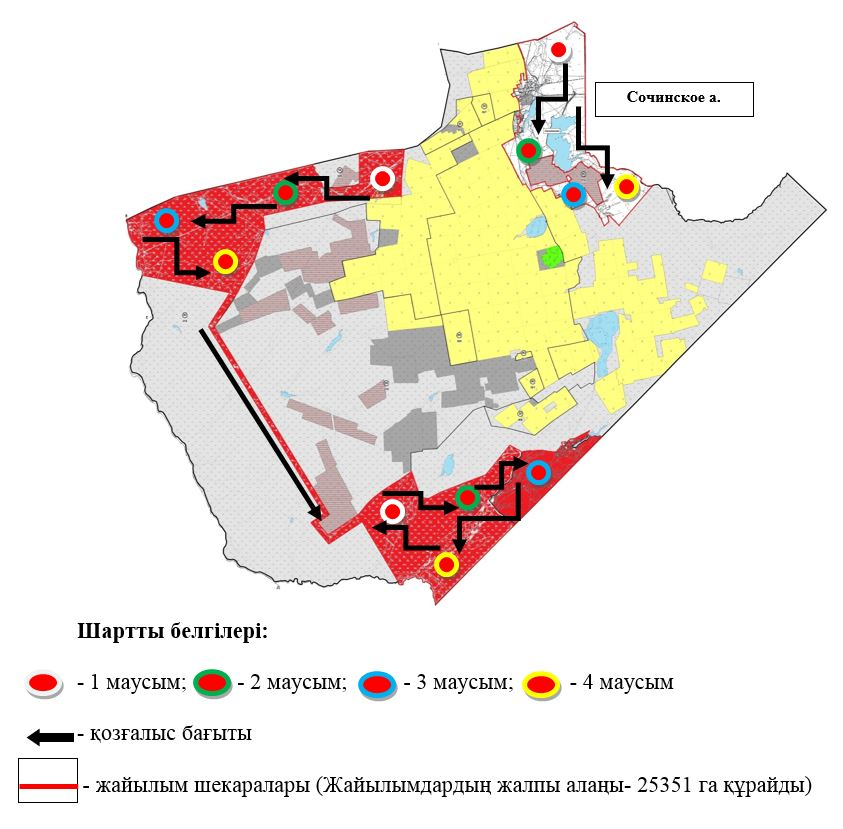 Сочинское а.
Шартты белгілері:
- 1 маусым; - 2 маусым; - 3 маусым; - 4 маусым
- қозғалыс бағыты
- жайылым шекаралары (Жайылымдардың жалпы алаңы- 25351 га құрайды)